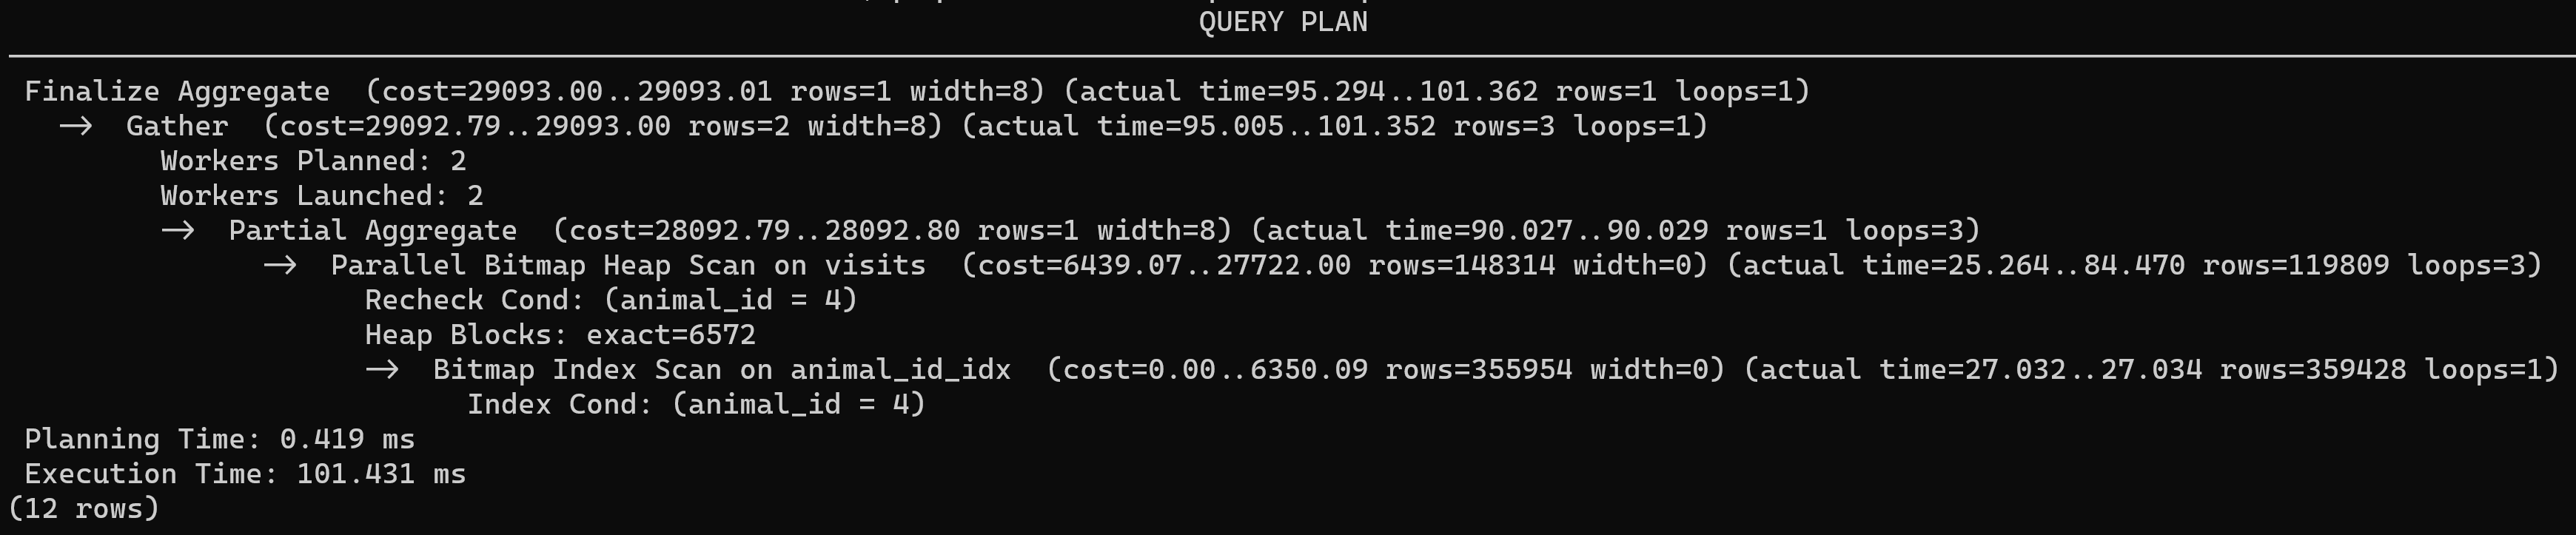 QUERY PLAN
Finalize Aggregate  (cost=29093.00..29093.01 rows=1 width=8) (actual time=95.294..101.362 rows=1 loops=1)
  ->  Gather  (cost=29092.79..29093.00 rows=2 width=8) (actual time=95.005..101.352 rows=3 loops=1)
        Workers Planned: 2
        Workers Launched: 2
        ->  Partial Aggregate  (cost=28092.79..28092.80 rows=1 width=8) (actual time=90.027..90.029 rows=1 loops=3)
              ->  Parallel Bitmap Heap Scan on visits  (cost=6439.07..27722.00 rows=148314 width=0) (actual time=25.264..84.470 rows=119809 loops=3)
                    Recheck Cond: (animal_id = 4)
                    Heap Blocks: exact=6572
                    ->  Bitmap Index Scan on animal_id_idx  (cost=0.00..6350.09 rows=355954 width=0) (actual time=27.032..27.034 rows=359428 loops=1)
                          Index Cond: (animal_id = 4)
Planning Time: 0.419 ms
Execution Time: 101.431 ms
(12 rows)